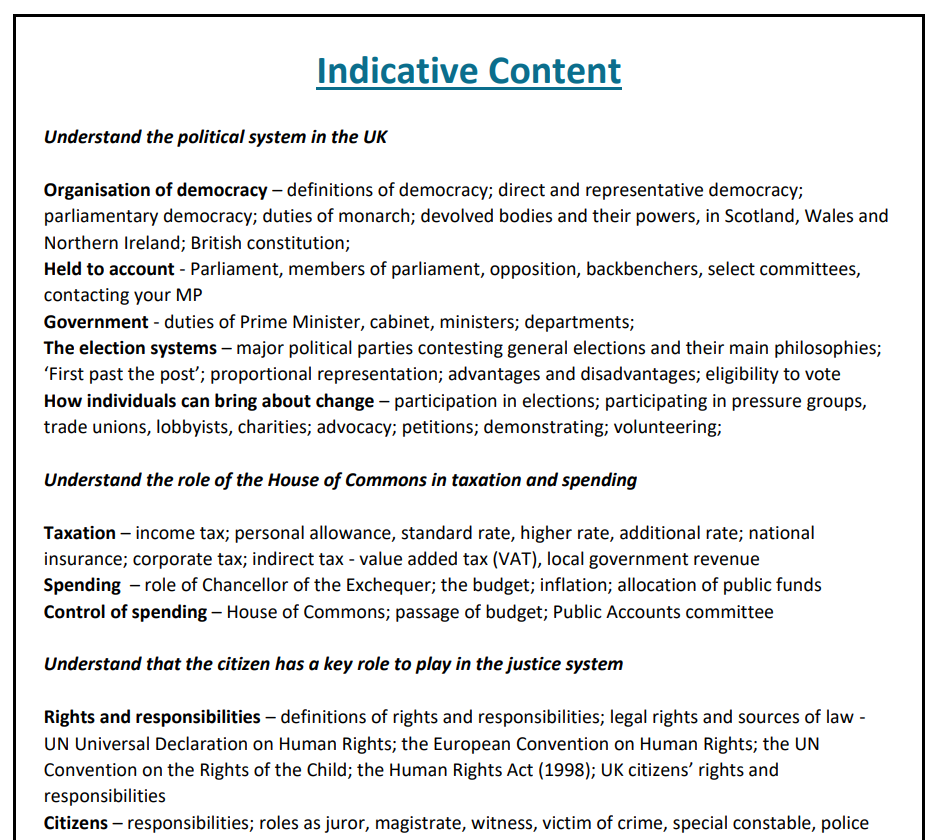 Indicative Content
Understand the political system in the UK
Organisation of democracy – definitions of democracy; direct and representative democracy;
parliamentary democracy; duties of monarch; devolved bodies and their powers, in Scotland, Wales and
Northern Ireland; British constitution;
Held to account - Parliament, members of parliament, opposition, backbenchers, select committees,
contacting your MP
Government - duties of Prime Minister, cabinet, ministers; departments;
The election systems – major political parties contesting general elections and their main philosophies;
‘First past the post’; proportional representation; advantages and disadvantages; eligibility to vote
How individuals can bring about change – participation in elections; participating in pressure groups,
trade unions, lobbyists, charities; advocacy; petitions; demonstrating; volunteering;
Understand the role of the House of Commons in taxation and spending
Taxation – income tax; personal allowance, standard rate, higher rate, additional rate; national
insurance; corporate tax; indirect tax - value added tax (VAT), local government revenue
Spending – role of Chancellor of the Exchequer; the budget; inflation; allocation of public funds
Control of spending – House of Commons; passage of budget; Public Accounts committee
Understand that the citizen has a key role to play in the justice system
Rights and responsibilities – definitions of rights and responsibilities; legal rights and sources of law -
UN Universal Declaration on Human Rights; the European Convention on Human Rights; the UN
Convention on the Rights of the Child; the Human Rights Act (1998); UK citizens’ rights and
responsibilities
Citizens – responsibilities; roles as juror, magistrate, witness, victim of crime, special constable, police